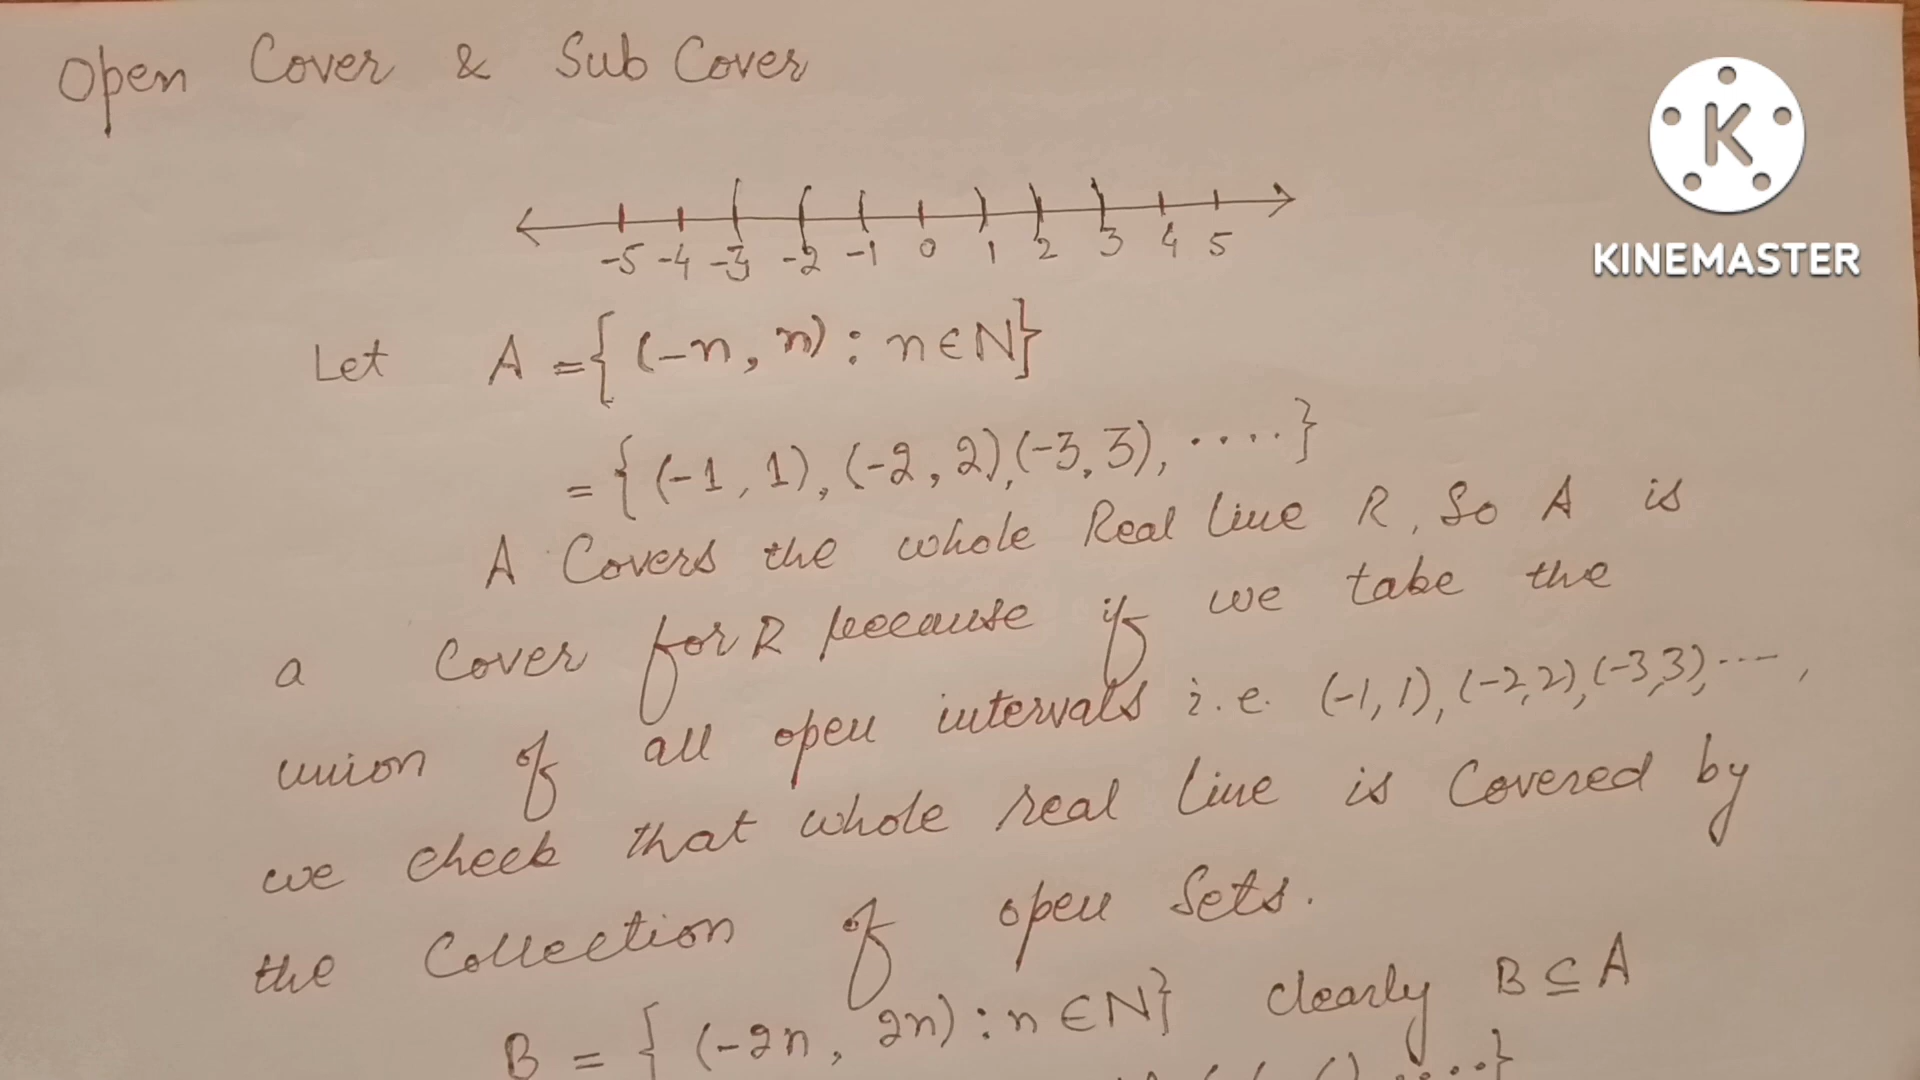 Open Cover & Sub Cover
K
KINEMASTER
-5 -4 -3 -2 -1 0 1 2 3 4 5
Let A = { (-n, n) : n ∈ N}
= { (-1, 1), (-2, 2), (-3, 3), ....}
A Covers the whole Real line R, So A is
a Cover for R because if we take the
union of all open intervals i.e. (-1, 1), (-2, 2), (-3, 3), ...,
we check that whole real line is Covered by
the Collection of open Sets.
B = { (-2n, 2n) : n ∈ N} clearly B ⊆ A